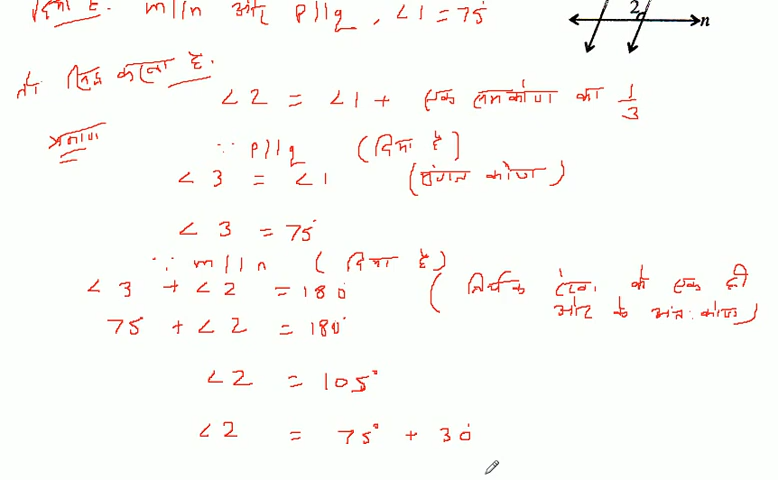 दिया है. m॥n और p॥q, ∠1 = 75°
2
n
तो सिद्ध करना है.
∠2 = ∠1 + एक समकोण का 1/3
प्रमाण
∵ p॥q (दिया है)
∠3 = ∠1 (संगत कोण)
∠3 = 75°
∵ m॥n (दिया है)
∠3 + ∠2 = 180° (तिर्यक रेखा के एक ही
ओर के अंतः कोण)
75 + ∠2 = 180°
∠2 = 105°
∠2 = 75° + 30°